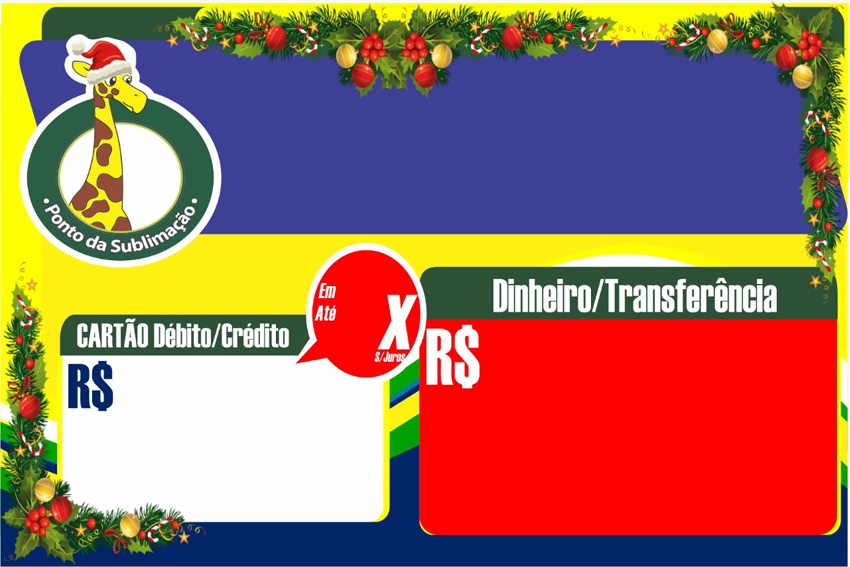 Ponto da Sublimação
Em
Até
X
S/Juros
Dinheiro/Transferência
R$
CARTÃO Débito/Crédito
R$